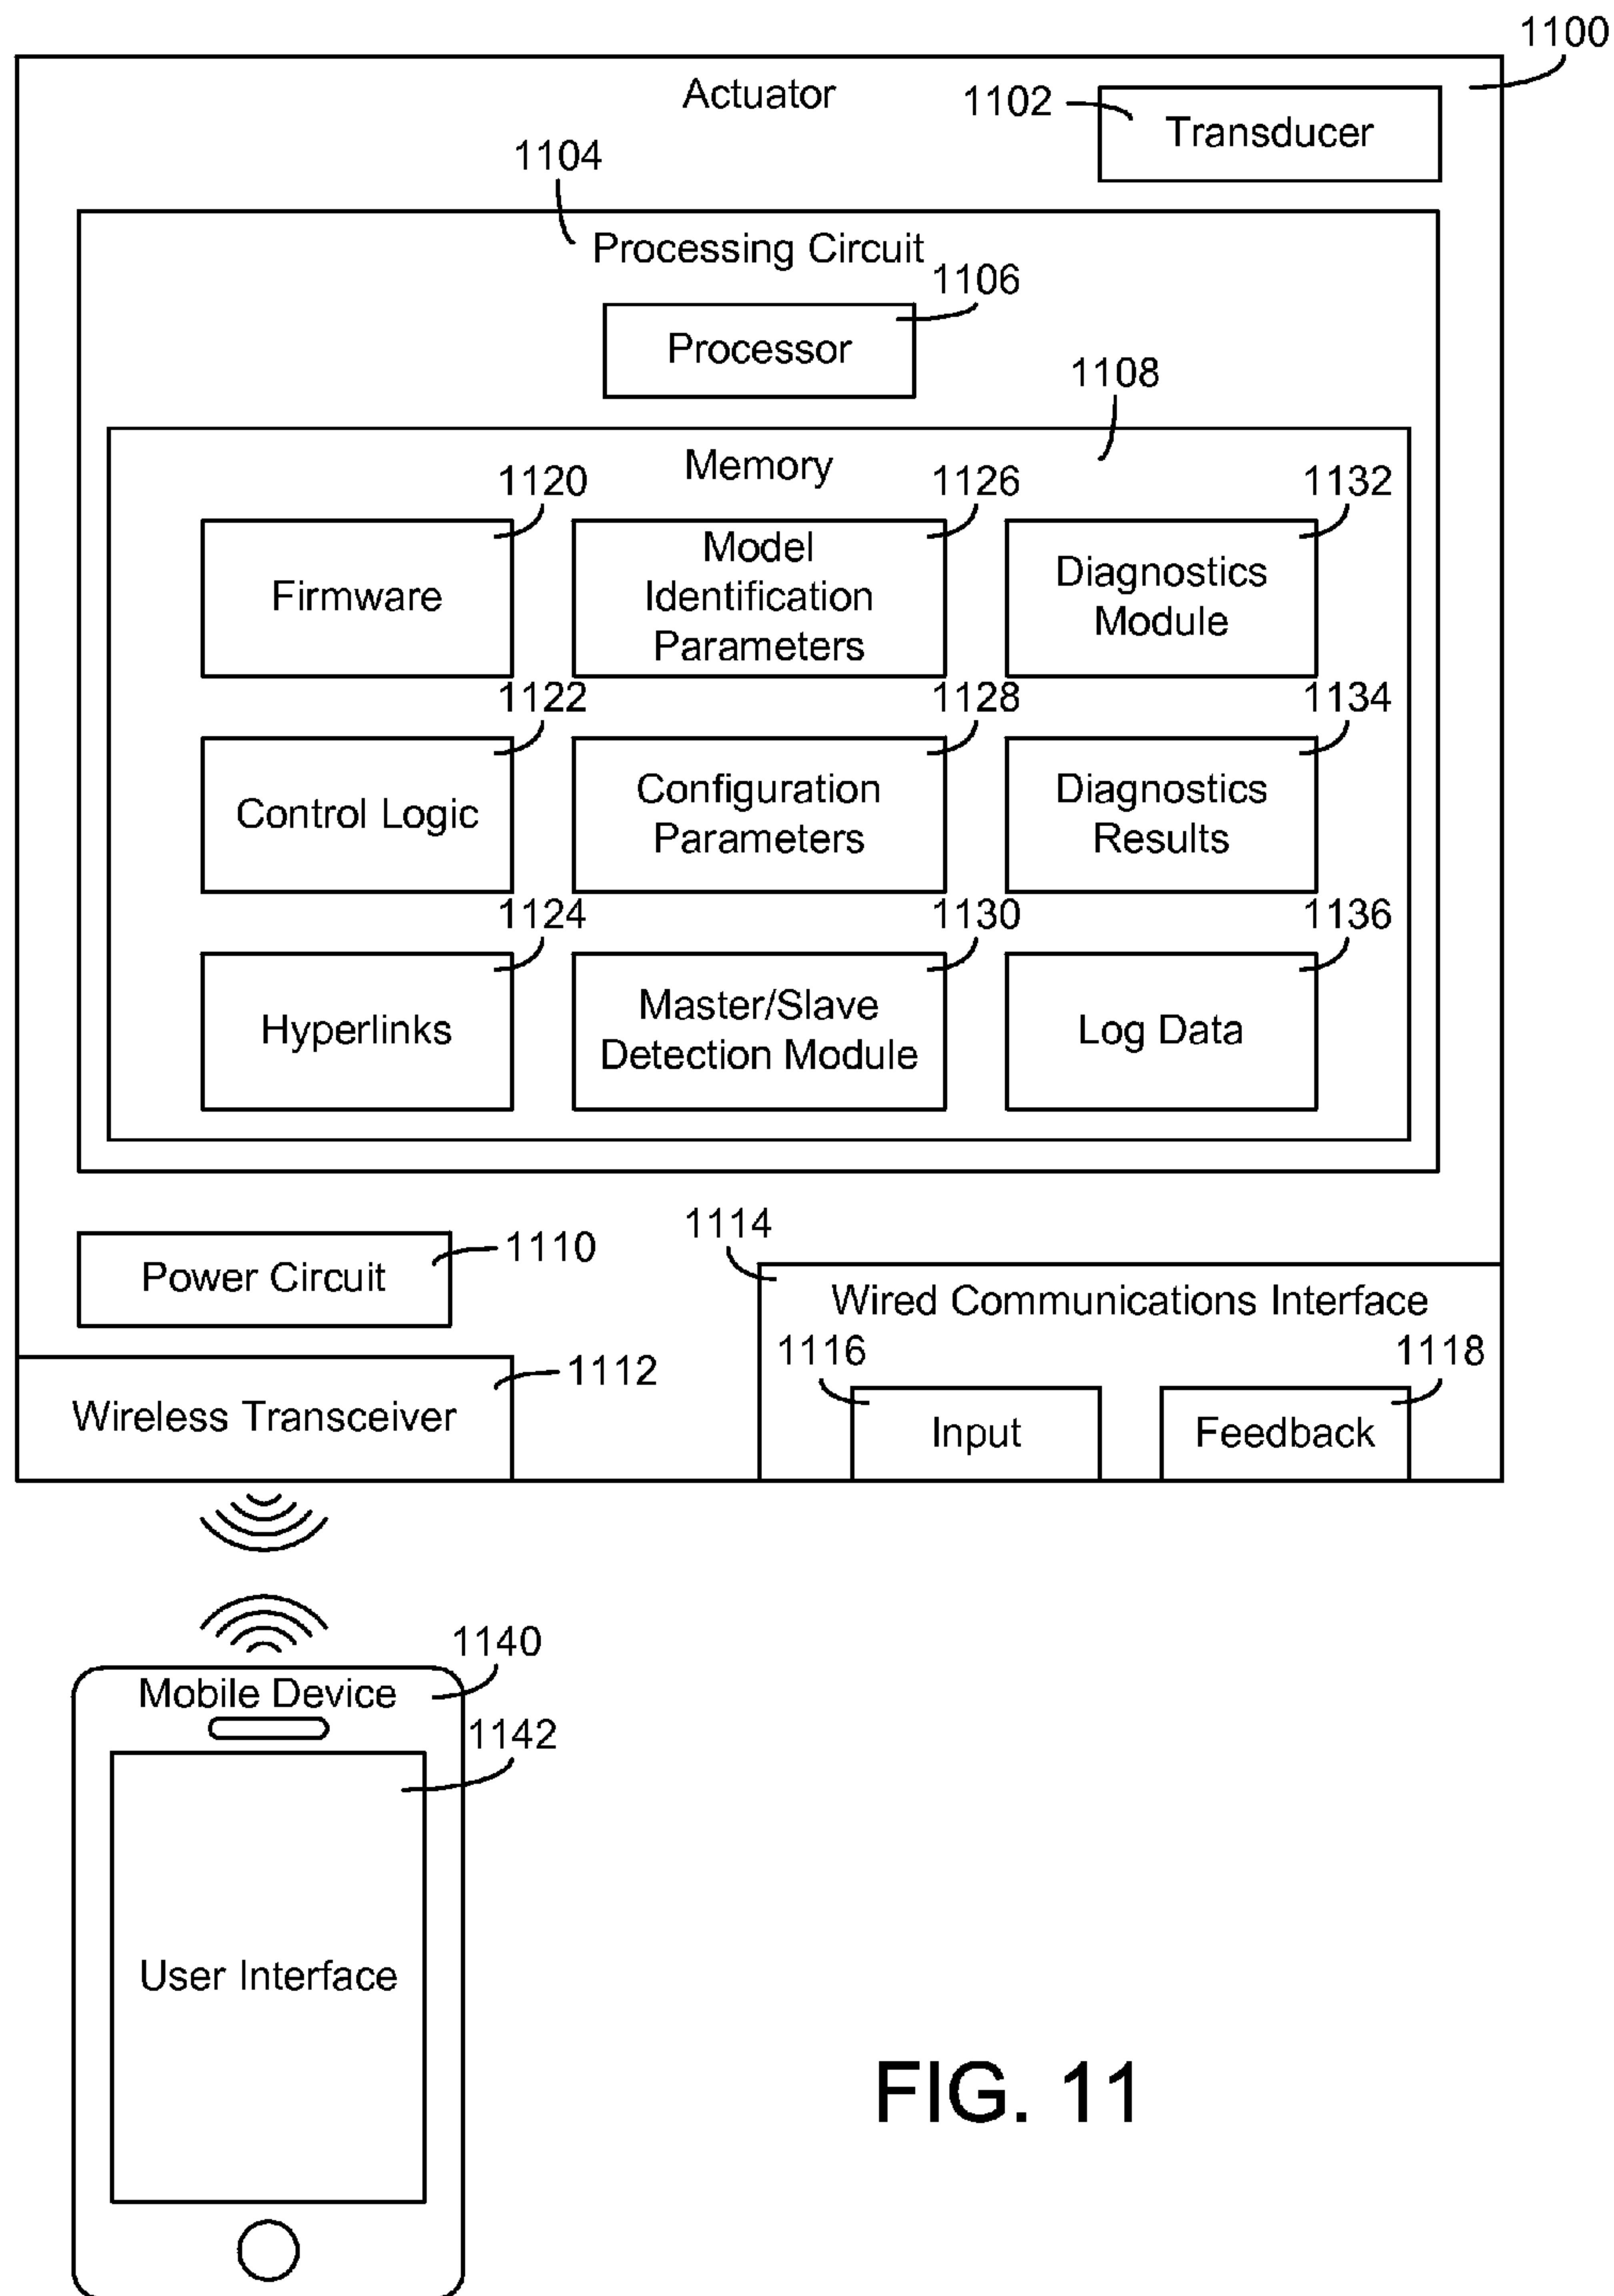 1100
Actuator
1102
Transducer
1104
Processing Circuit
1106
Processor
1108
Memory
1120
1126
1132
Firmware
Model
Identification
Parameters
Diagnostics
Module
1122
1128
1134
Control Logic
Configuration
Parameters
Diagnostics
Results
1124
1130
1136
Hyperlinks
Master/Slave
Detection Module
Log Data
1114
Power Circuit
1110
Wired Communications Interface
1116
1118
Wireless Transceiver
1112
Input
Feedback
1140
Mobile Device
1142
User Interface
FIG. 11